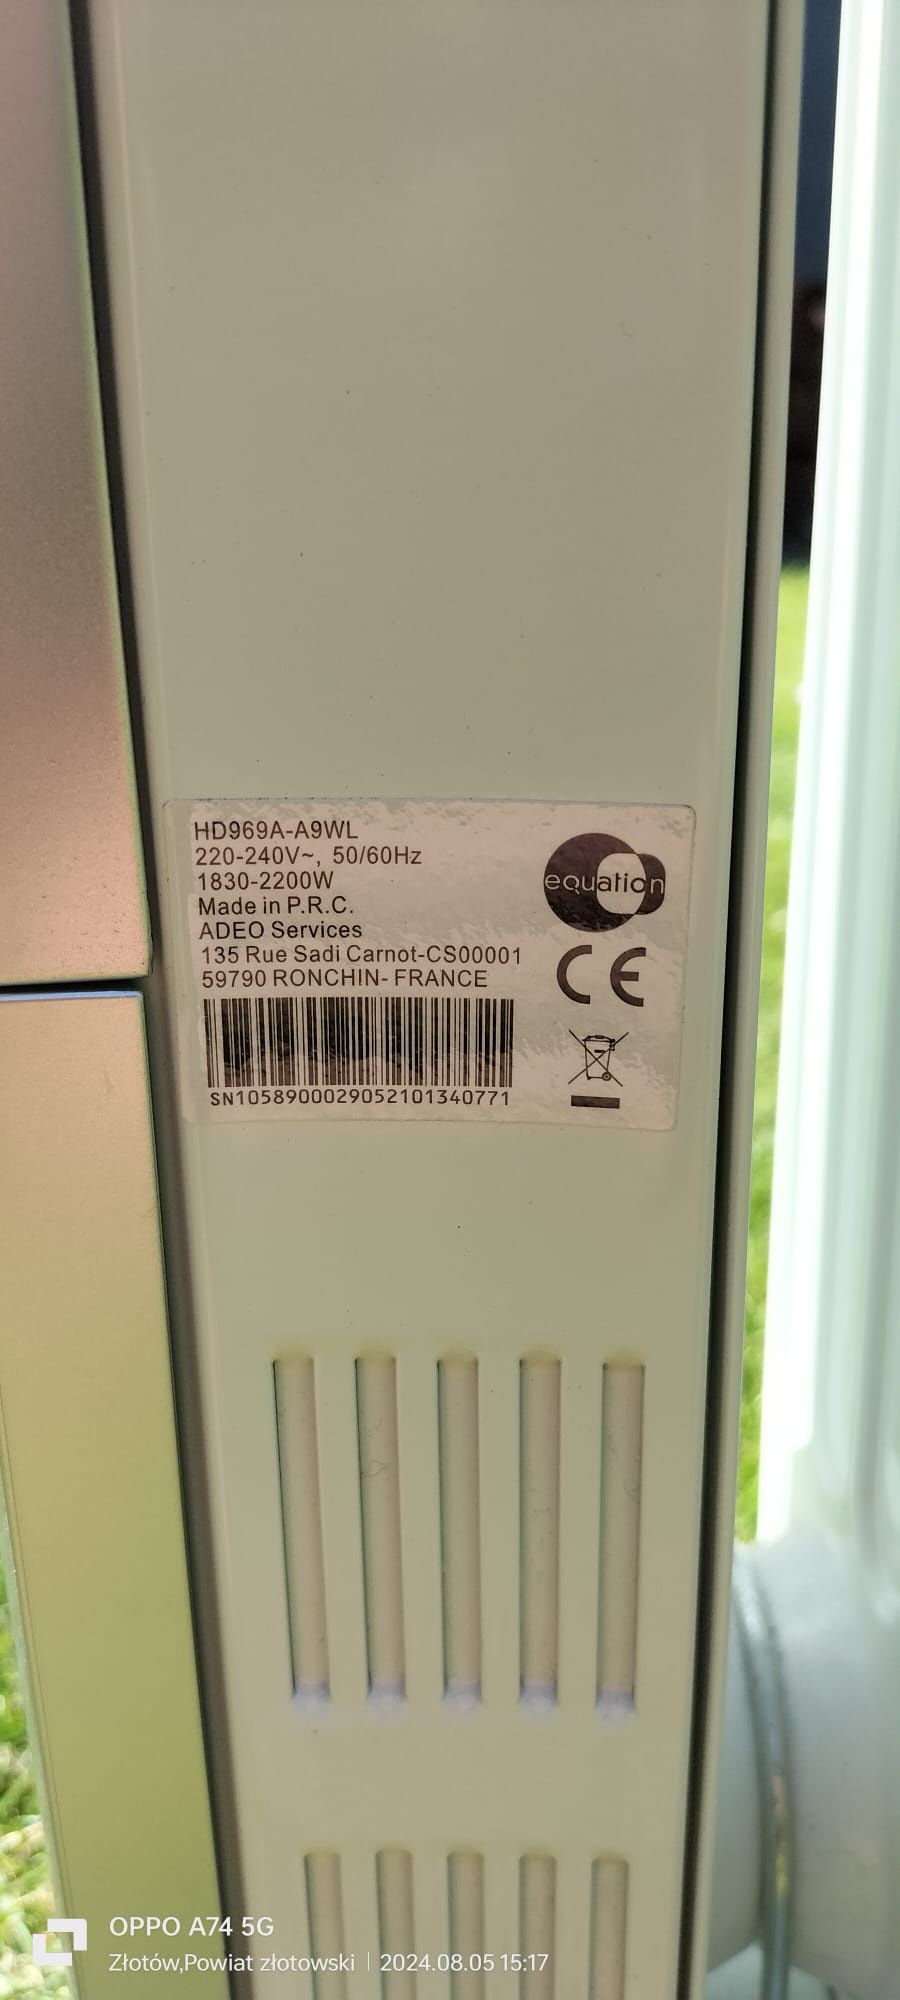 HD969A-A9WL
220-240V~, 50/60Hz
1830-2200W
Made in P.R.C.
ADEO Services
135 Rue Sadi Carnot-CS00001
59790 RONCHIN- FRANCE
SN1058900029052101340771
equation
CE
OPPO A74 5G
Złotów,Powiat złotowski | 2024.08.05 15:17